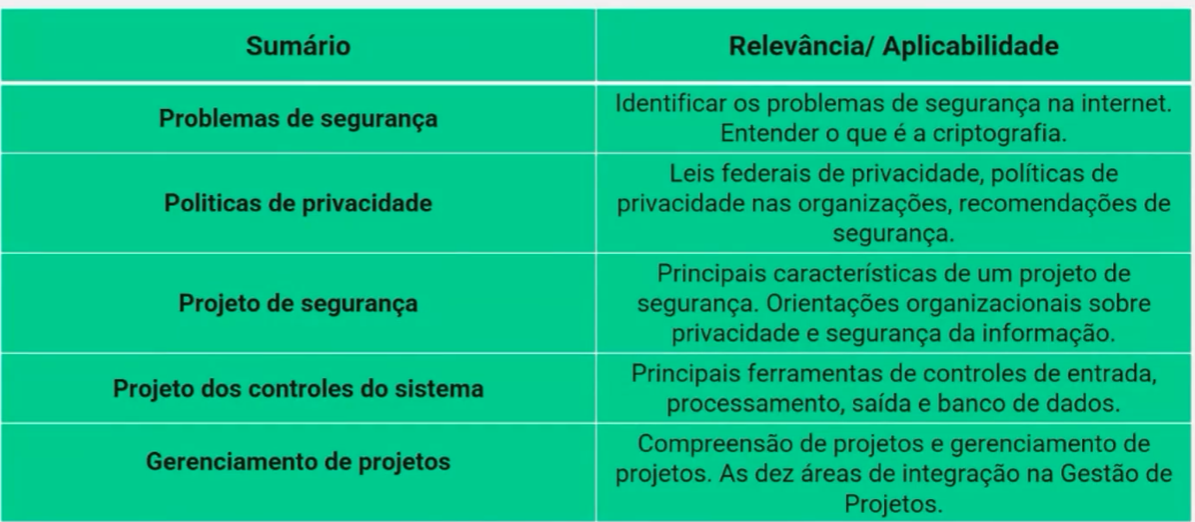 Sumário
Relevância/ Aplicabilidade
Problemas de segurança
Identificar os problemas de segurança na internet.
Entender o que é a criptografia.
Politicas de privacidade
Leis federais de privacidade, políticas de
privacidade nas organizações, recomendações de
segurança.
Projeto de segurança
Principais características de um projeto de
segurança. Orientações organizacionais sobre
privacidade e segurança da informação.
Projeto dos controles do sistema
Principais ferramentas de controles de entrada,
processamento, saída e banco de dados.
Gerenciamento de projetos
Compreensão de projetos e gerenciamento de
projetos. As dez áreas de integração na Gestão de
Projetos.